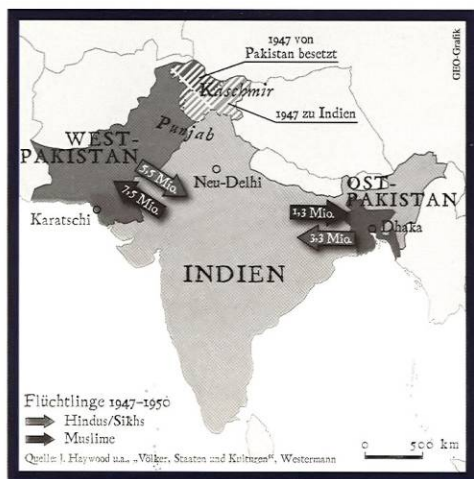 1947 von
Pakistan besetzt
GEO-Grafik
Kaschmir
1947 zu Indien
Punjab
WEST-
PAKISTAN
5,5 Mio.
7,5 Mio.
Neu-Delhi
Karatschi
OST-
PAKISTAN
1,3 Mio.
Dhaka
3,3 Mio.
INDIEN
Flüchtlinge 1947–1950
Hindus/Sikhs
Muslime
0 500 km
Quelle: J. Haywood u.a., „Völker, Staaten und Kulturen", Westermann